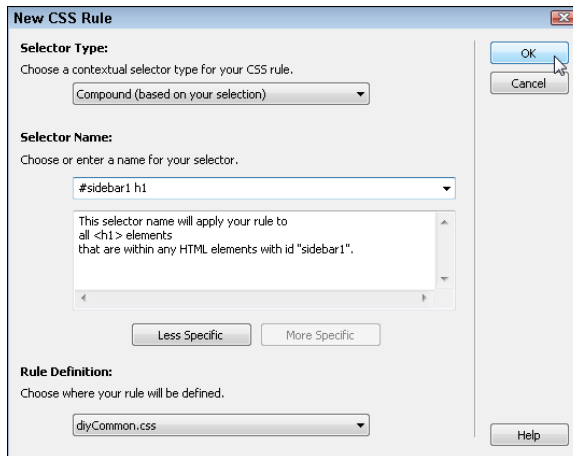 New CSS Rule
Selector Type:
Choose a contextual selector type for your CSS rule.
Compound (based on your selection)
Selector Name:
Choose or enter a name for your selector.
#sidebar1 h1
This selector name will apply your rule to
all <h1> elements
that are within any HTML elements with id "sidebar1".
Less Specific
More Specific
Rule Definition:
Choose where your rule will be defined.
diyCommon.css
OK
Cancel
Help